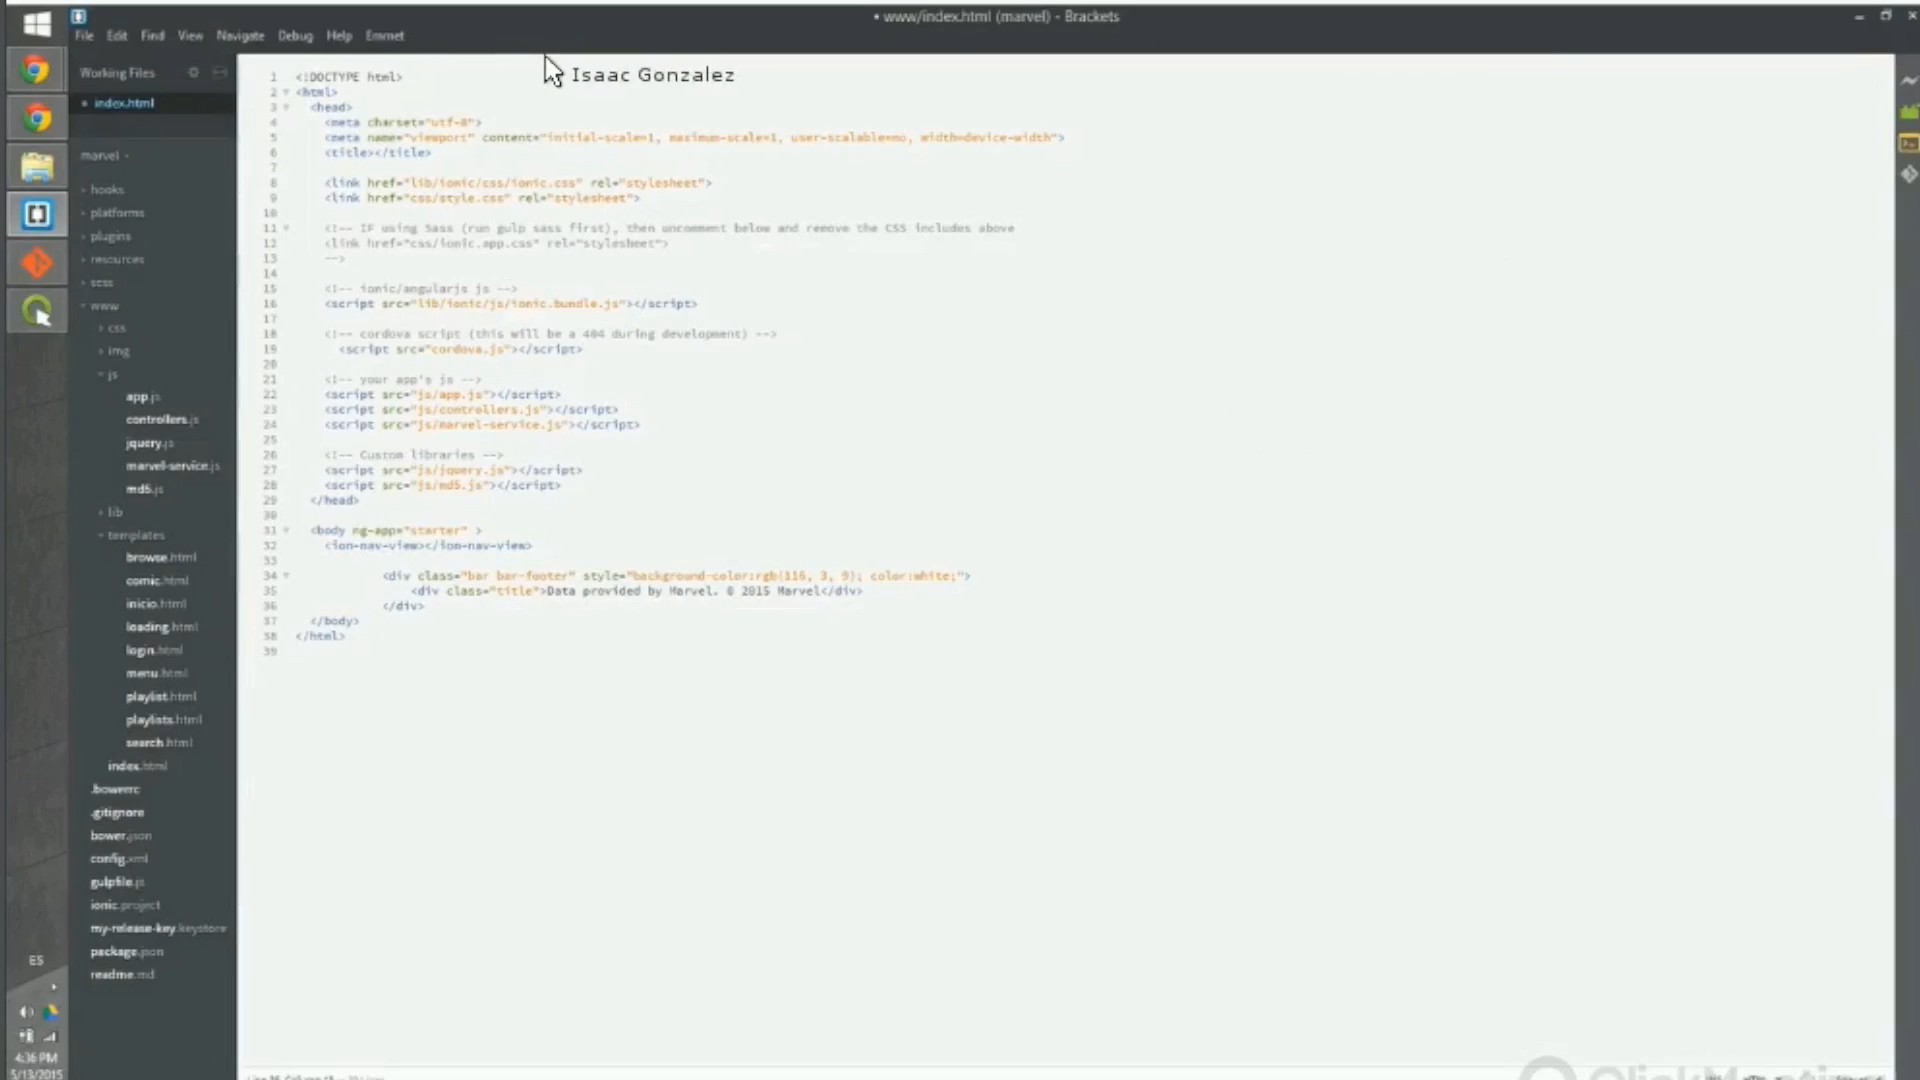 • www/index.html (marvel) - Brackets
File Edit Find View Navigate Debug Help Emmet
Isaac Gonzalez
Working Files
• index.html
marvel
hooks
platforms
plugins
resources
scss
www
css
img
js
app.js
controllers.js
jquery.js
marvel-service.js
md5.js
lib
templates
browse.html
comic.html
inicio.html
loading.html
login.html
menu.html
playlist.html
playlists.html
search.html
index.html
.bowerrc
.gitignore
bower.json
config.xml
gulpfile.js
ionic.project
my-release-key.keystore
package.json
readme.md
1 <!DOCTYPE html>
2 <html>
3 <head>
4 <meta charset="utf-8">
5 <meta name="viewport" content="initial-scale=1, maximum-scale=1, user-scalable=no, width=device-width">
6 <title></title>
7
8 <link href="lib/ionic/css/ionic.css" rel="stylesheet">
9 <link href="css/style.css" rel="stylesheet">
10
11 <!-- IF using Sass (run gulp sass first), then uncomment below and remove the CSS includes above
12 <link href="css/ionic.app.css" rel="stylesheet">
13 -->
14
15 <!-- ionic/angularjs js -->
16 <script src="lib/ionic/js/ionic.bundle.js"></script>
17
18 <!-- cordova script (this will be a 404 during development) -->
19 <script src="cordova.js"></script>
20
21 <!-- your app's js -->
22 <script src="js/app.js"></script>
23 <script src="js/controllers.js"></script>
24 <script src="js/marvel-service.js"></script>
25
26 <!-- Custom libraries -->
27 <script src="js/jquery.js"></script>
28 <script src="js/md5.js"></script>
29 </head>
30
31 <body ng-app="starter" >
32 <ion-nav-view></ion-nav-view>
33
34 <div class="bar bar-footer" style="background-color:rgb(116, 3, 9); color:white;">
35 <div class="title">Data provided by Marvel. © 2015 Marvel</div>
36 </div>
37 </body>
38 </html>
39
ES
4:36 PM
5/13/2015